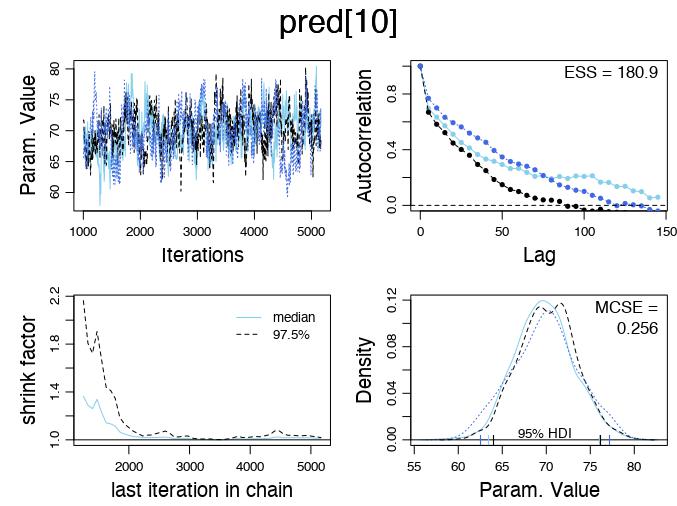 pred[10]
Param. Value
60 65 70 75 80
1000 2000 3000 4000 5000
Iterations
Autocorrelation
0.0 0.4 0.8
ESS = 180.9
0 50 100 150
Lag
shrink factor
1.0 1.4 1.8 2.2
median
97.5%
2000 3000 4000 5000
last iteration in chain
Density
0.00 0.04 0.08 0.12
MCSE =
0.256
95% HDI
55 60 65 70 75 80
Param. Value